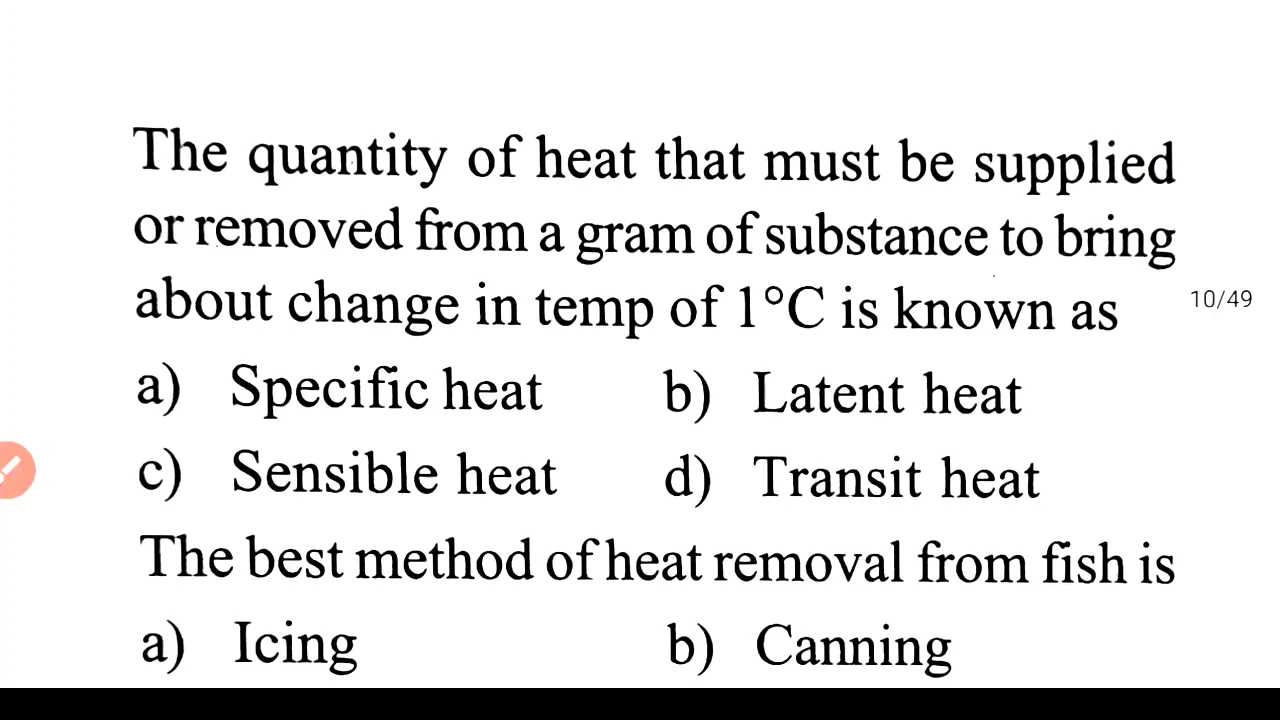 The quantity of heat that must be supplied
or removed from a gram of substance to bring
about change in temp of 1°C is known as
10/49
a) Specific heat b) Latent heat
c) Sensible heat d) Transit heat
The best method of heat removal from fish is
a) Icing b) Canning